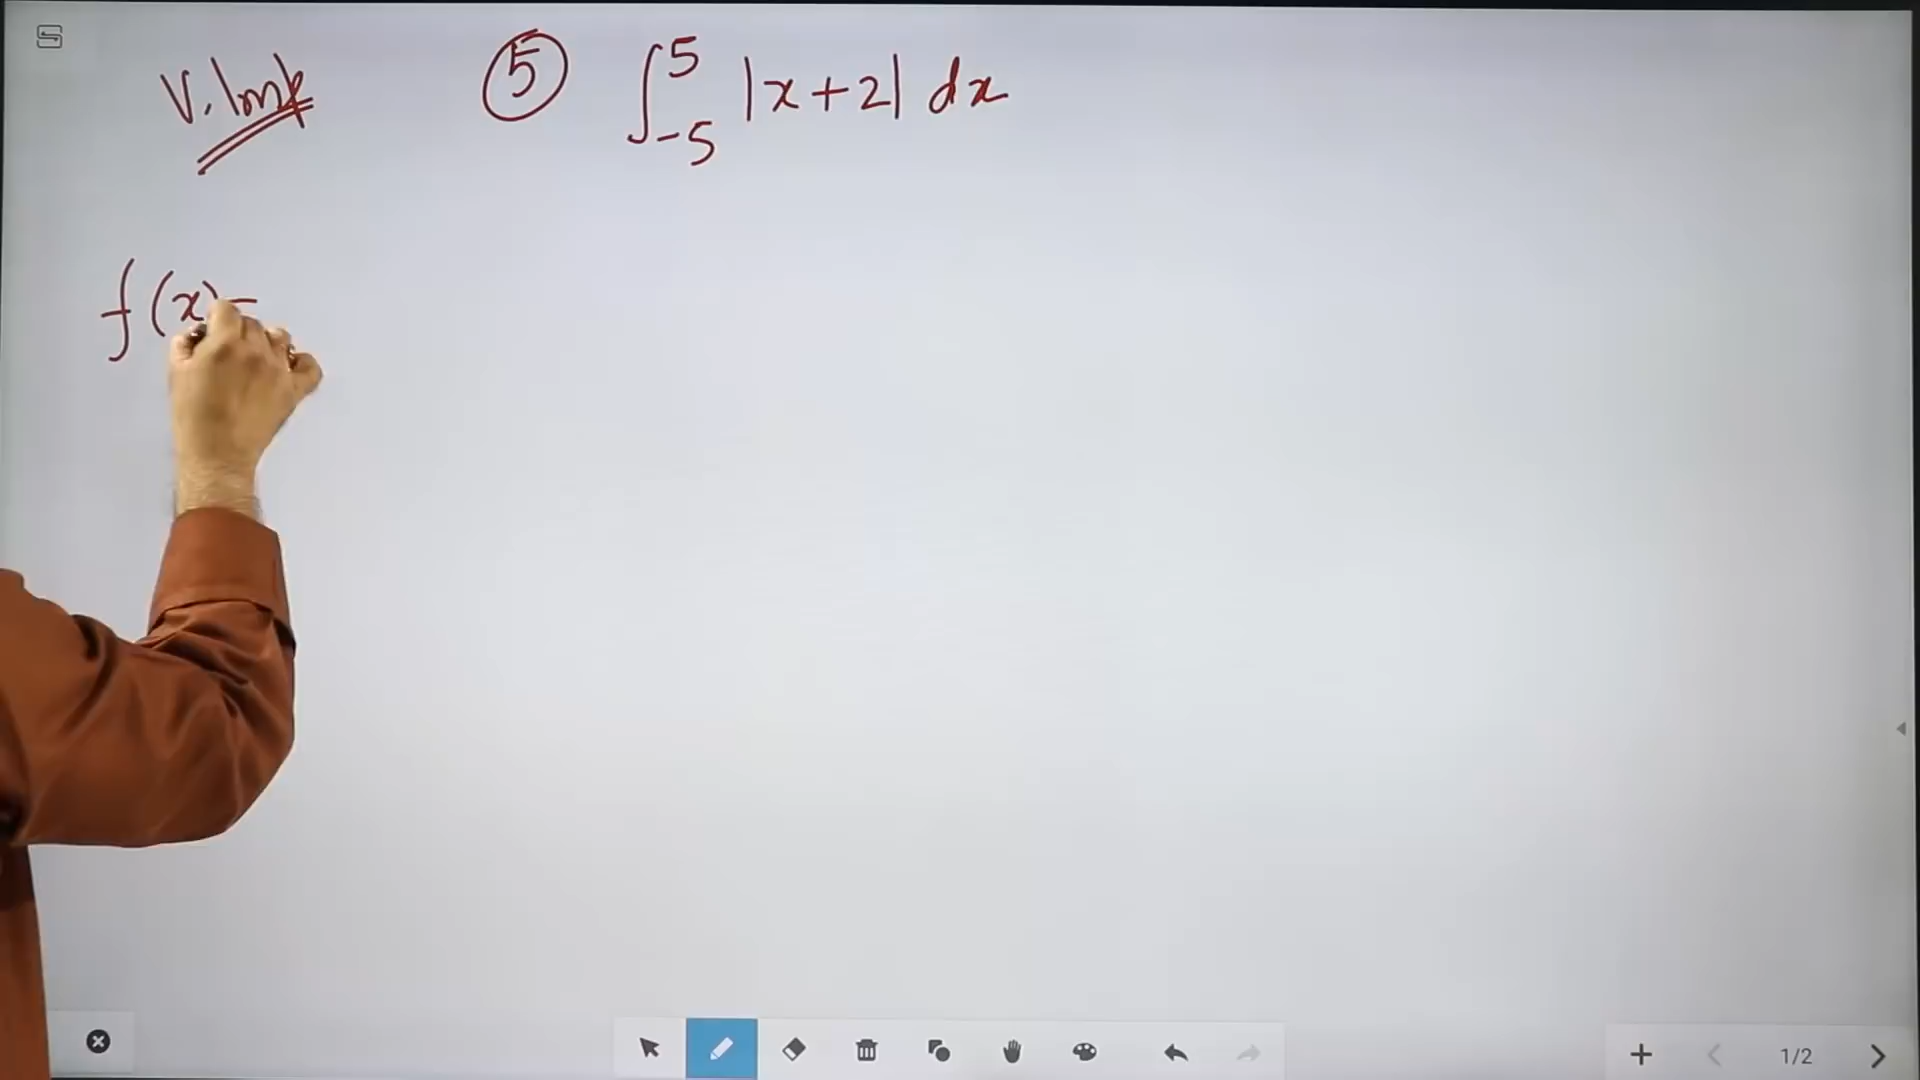 V. Imp ⑤ ∫₋₅⁵ |x+2| dx
f(x)=
1/2